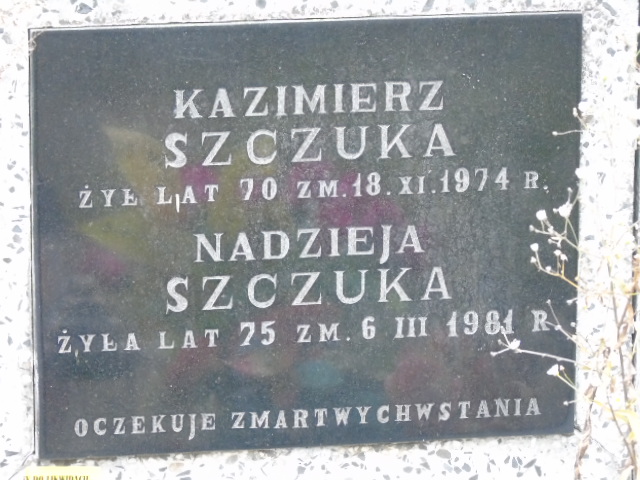 KAZIMIERZ
SZCZUKA
ŻYŁ LAT 70 ZM. 18. XI. 1974 R.
NADZIEJA
SZCZUKA
ŻYŁA LAT 75 ZM. 6 III 1981 R.
OCZEKUJE ZMARTWYCHWSTANIA